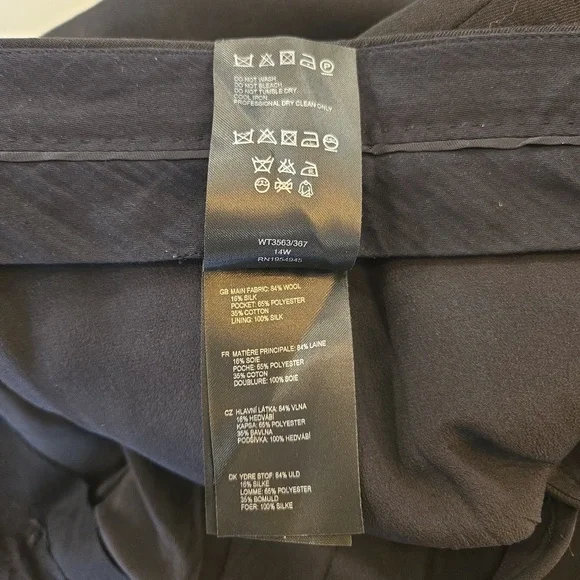 DO NOT WASH
DO NOT BLEACH
DO NOT TUMBLE DRY
COOL IRON
PROFESSIONAL DRY CLEAN ONLY
WT3563/367
14W
RN1954945
GB MAIN FABRIC: 84% WOOL
16% SILK
POCKET: 65% POLYESTER
35% COTTON
LINING: 100% SILK
FR MATIÈRE PRINCIPALE: 84% LAINE
16% SOIE
POCHE: 65% POLYESTER
35% COTON
DOUBLURE: 100% SOIE
CZ HLAVNÍ LÁTKA: 84% VLNA
16% HEDVÁBÍ
KAPSA: 65% POLYESTER
35% BAVLNA
PODŠÍVKA: 100% HEDVÁBÍ
DK YDRE STOF: 84% ULD
16% SILKE
LOMME: 65% POLYESTER
35% BOMULD
FOER: 100% SILKE